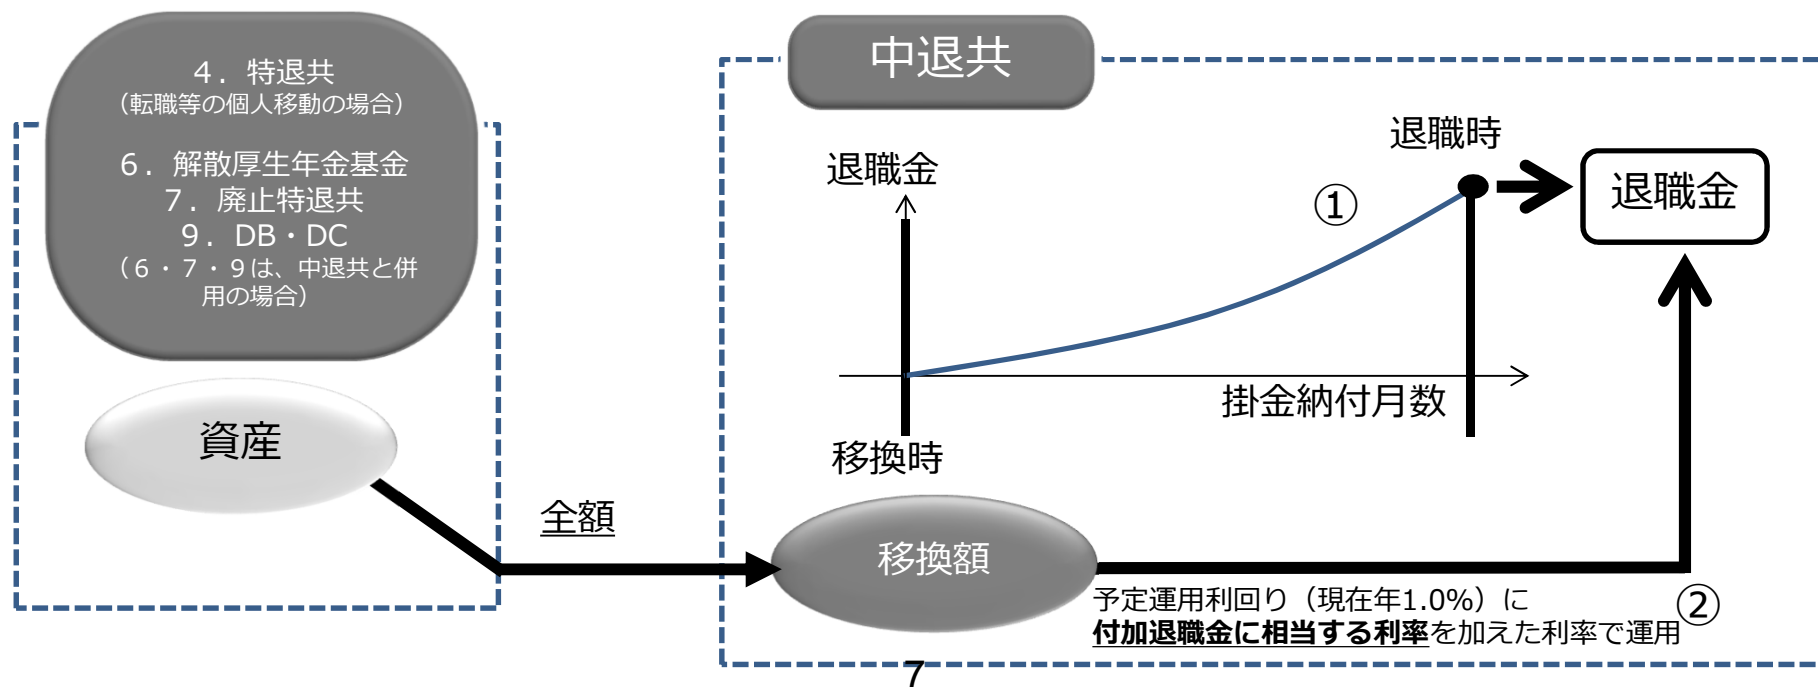 ４．特退共
（転職等の個人移動の場合）
６．解散厚生年金基金
７．廃止特退共
９．DB・DC
（６・７・９は、中退共と併
用の場合）
資産
全額
中退共
退職金
①
退職時
退職金
掛金納付月数
移換時
移換額
予定運用利回り（現在年1.0%）に
付加退職金に相当する利率を加えた利率で運用
②
7